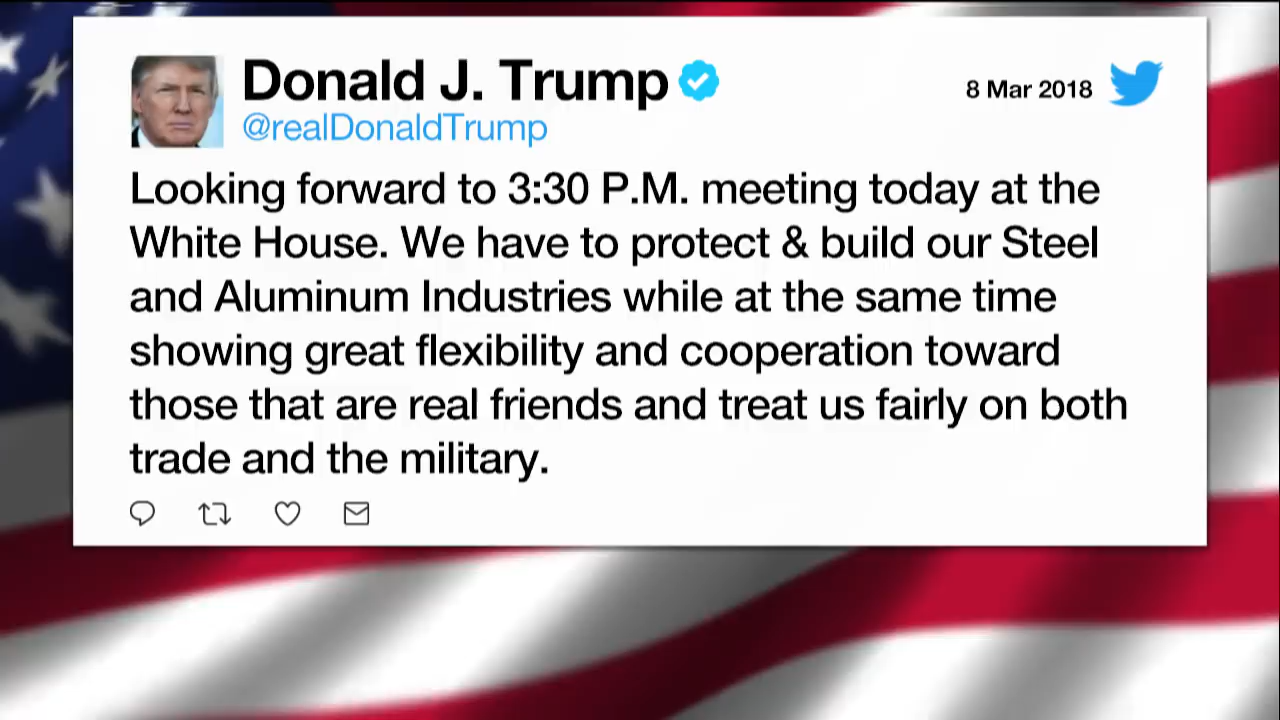 Donald J. Trump
8 Mar 2018
@realDonaldTrump
Looking forward to 3:30 P.M. meeting today at the
White House. We have to protect & build our Steel
and Aluminum Industries while at the same time
showing great flexibility and cooperation toward
those that are real friends and treat us fairly on both
trade and the military.